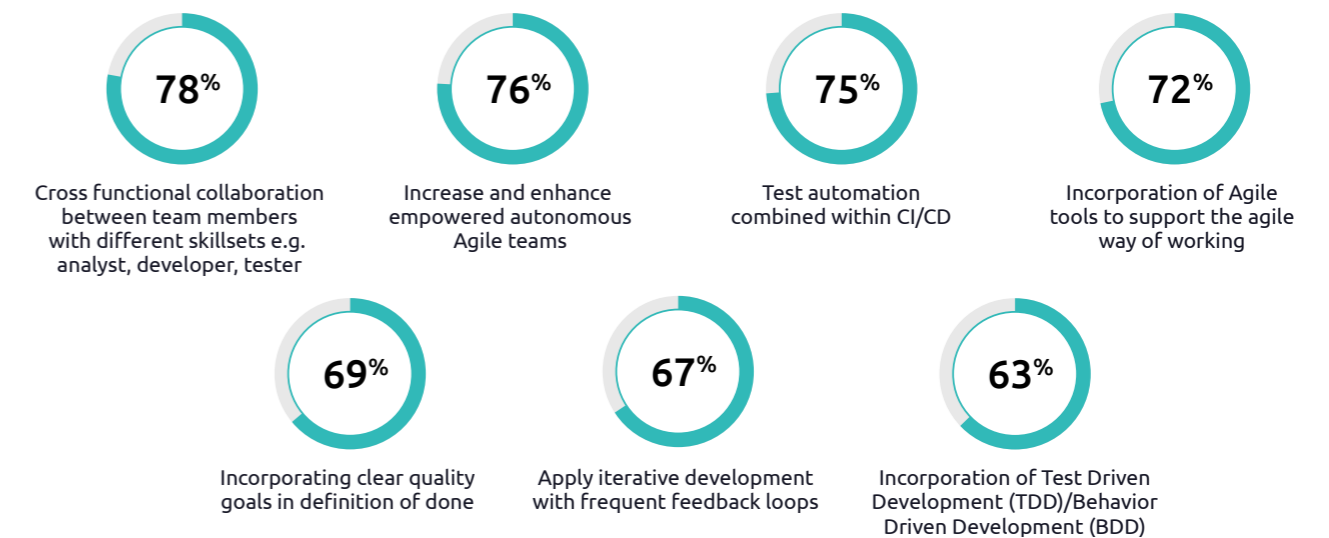 78%
76%
75%
72%
Cross functional collaboration
between team members
with different skillsets e.g.
analyst, developer, tester
Increase and enhance
empowered autonomous
Agile teams
Test automation
combined within CI/CD
Incorporation of Agile
tools to support the agile
way of working
69%
67%
63%
Incorporating clear quality
goals in definition of done
Apply iterative development
with frequent feedback loops
Incorporation of Test Driven
Development (TDD)/Behavior
Driven Development (BDD)